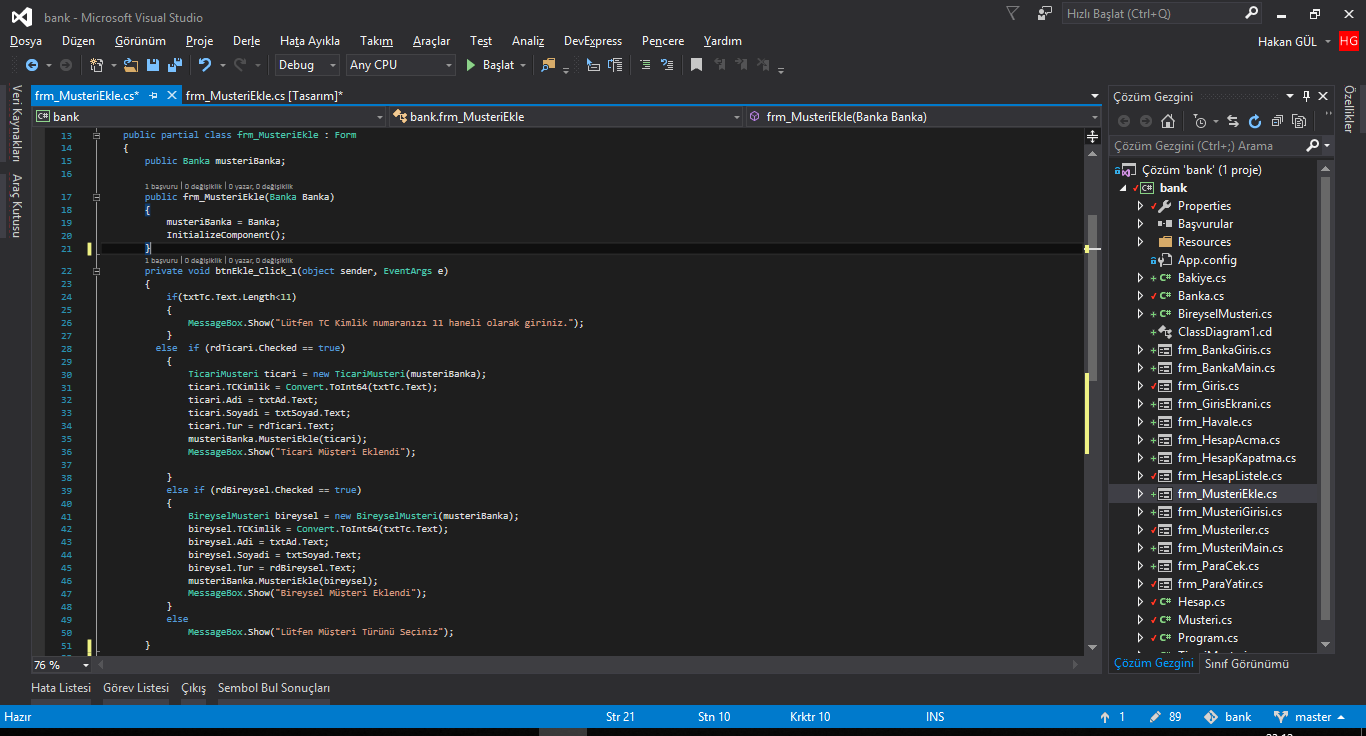 bank - Microsoft Visual Studio
Hızlı Başlat (Ctrl+Q)
Dosya Düzen Görünüm Proje Derle Hata Ayıkla Takım Araçlar Test Analiz DevExpress Pencere Yardım
Hakan GÜL HG
Debug Any CPU Başlat
Veri Kaynakları
Araç Kutusu
frm_MusteriEkle.cs* frm_MusteriEkle.cs [Tasarım]*
bank bank.frm_MusteriEkle frm_MusteriEkle(Banka Banka)
13 public partial class frm_MusteriEkle : Form
14 {
15 public Banka musteriBanka;
16
1 başvuru | 0 değişiklik | 0 yazar, 0 değişiklik
17 public frm_MusteriEkle(Banka Banka)
18 {
19 musteriBanka = Banka;
20 InitializeComponent();
21 }
1 başvuru | 0 değişiklik | 0 yazar, 0 değişiklik
22 private void btnEkle_Click_1(object sender, EventArgs e)
23 {
24 if(txtTc.Text.Length<11)
25 {
26 MessageBox.Show("Lütfen TC Kimlik numaranızı 11 haneli olarak giriniz.");
27 }
28 else if (rdTicari.Checked == true)
29 {
30 TicariMusteri ticari = new TicariMusteri(musteriBanka);
31 ticari.TCKimlik = Convert.ToInt64(txtTc.Text);
32 ticari.Adi = txtAd.Text;
33 ticari.Soyadi = txtSoyad.Text;
34 ticari.Tur = rdTicari.Text;
35 musteriBanka.MusteriEkle(ticari);
36 MessageBox.Show("Ticari Müşteri Eklendi");
37
38 }
39 else if (rdBireysel.Checked == true)
40 {
41 BireyselMusteri bireysel = new BireyselMusteri(musteriBanka);
42 bireysel.TCKimlik = Convert.ToInt64(txtTc.Text);
43 bireysel.Adi = txtAd.Text;
44 bireysel.Soyadi = txtSoyad.Text;
45 bireysel.Tur = rdBireysel.Text;
46 musteriBanka.MusteriEkle(bireysel);
47 MessageBox.Show("Bireysel Müşteri Eklendi");
48 }
49 else
50 MessageBox.Show("Lütfen Müşteri Türünü Seçiniz");
51 }
76 %
Çözüm Gezgini
Çözüm Gezgini (Ctrl+;) Arama
Çözüm 'bank' (1 proje)
bank
Properties
Başvurular
Resources
App.config
Bakiye.cs
Banka.cs
BireyselMusteri.cs
ClassDiagram1.cd
frm_BankaGiris.cs
frm_BankaMain.cs
frm_Giris.cs
frm_GirisEkrani.cs
frm_Havale.cs
frm_HesapAcma.cs
frm_HesapKapatma.cs
frm_HesapListele.cs
frm_MusteriEkle.cs
frm_MusteriGirisi.cs
frm_Musteriler.cs
frm_MusteriMain.cs
frm_ParaCek.cs
frm_ParaYatir.cs
Hesap.cs
Musteri.cs
Program.cs
Çözüm Gezgini Sınıf Görünümü
Özellikler
Hata Listesi Görev Listesi Çıkış Sembol Bul Sonuçları
Hazır Str 21 Stn 10 Krktr 10 INS 1 89 bank master